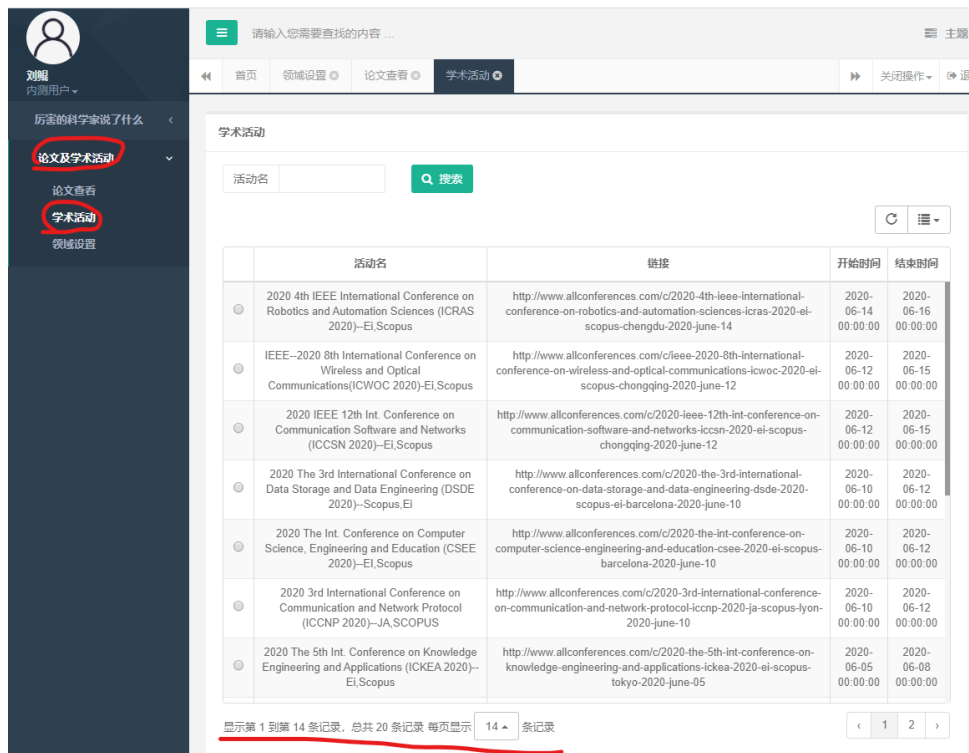 请输入您需要查找的内容 ...
主题
刘鲲
内测用户
首页
领域设置
论文查看
学术活动
关闭操作
厉害的科学家说了什么
论文及学术活动
论文查看
学术活动
领域设置
学术活动
活动名
搜索
活动名 链接 开始时间 结束时间
2020 4th IEEE International Conference on
Robotics and Automation Sciences (ICRAS
2020)--Ei,Scopus
http://www.allconferences.com/c/2020-4th-ieee-international-
conference-on-robotics-and-automation-sciences-icras-2020-ei-
scopus-chengdu-2020-june-14
2020-
06-14
00:00:00
2020-
06-16
00:00:00
IEEE--2020 8th International Conference on
Wireless and Optical
Communications(ICWOC 2020)-Ei,Scopus
http://www.allconferences.com/c/ieee-2020-8th-international-
conference-on-wireless-and-optical-communications-icwoc-2020-ei-
scopus-chongqing-2020-june-12
2020-
06-12
00:00:00
2020-
06-15
00:00:00
2020 IEEE 12th Int. Conference on
Communication Software and Networks
(ICCSN 2020)--Ei,Scopus
http://www.allconferences.com/c/2020-ieee-12th-int-conference-on-
communication-software-and-networks-iccsn-2020-ei-scopus-
chongqing-2020-june-12
2020-
06-12
00:00:00
2020-
06-15
00:00:00
2020 The 3rd International Conference on
Data Storage and Data Engineering (DSDE
2020)--Scopus,Ei
http://www.allconferences.com/c/2020-the-3rd-international-
conference-on-data-storage-and-data-engineering-dsde-2020-
scopus-ei-barcelona-2020-june-10
2020-
06-10
00:00:00
2020-
06-12
00:00:00
2020 The Int. Conference on Computer
Science, Engineering and Education (CSEE
2020)--EI,Scopus
http://www.allconferences.com/c/2020-the-int-conference-on-
computer-science-engineering-and-education-csee-2020-ei-scopus-
barcelona-2020-june-10
2020-
06-10
00:00:00
2020-
06-12
00:00:00
2020 3rd International Conference on
Communication and Network Protocol
(ICCNP 2020)--JA,SCOPUS
http://www.allconferences.com/c/2020-3rd-international-conference-
on-communication-and-network-protocol-iccnp-2020-ja-scopus-lyon-
2020-june-10
2020-
06-10
00:00:00
2020-
06-12
00:00:00
2020 The 5th Int. Conference on Knowledge
Engineering and Applications (ICKEA 2020)--
Ei,Scopus
http://www.allconferences.com/c/2020-the-5th-int-conference-on-
knowledge-engineering-and-applications-ickea-2020-ei-scopus-
tokyo-2020-june-05
2020-
06-05
00:00:00
2020-
06-08
00:00:00
显示第 1 到第 14 条记录，总共 20 条记录 每页显示 14 条记录
‹ 1 2 ›